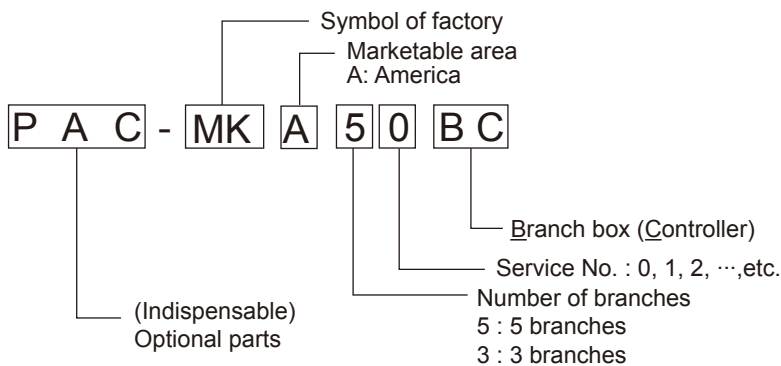 Symbol of factory
Marketable area
A: America
P A C - MK A 5 0 B C
Branch box (Controller)
Service No. : 0, 1, 2, ···,etc.
Number of branches
5 : 5 branches
3 : 3 branches
(Indispensable)
Optional parts